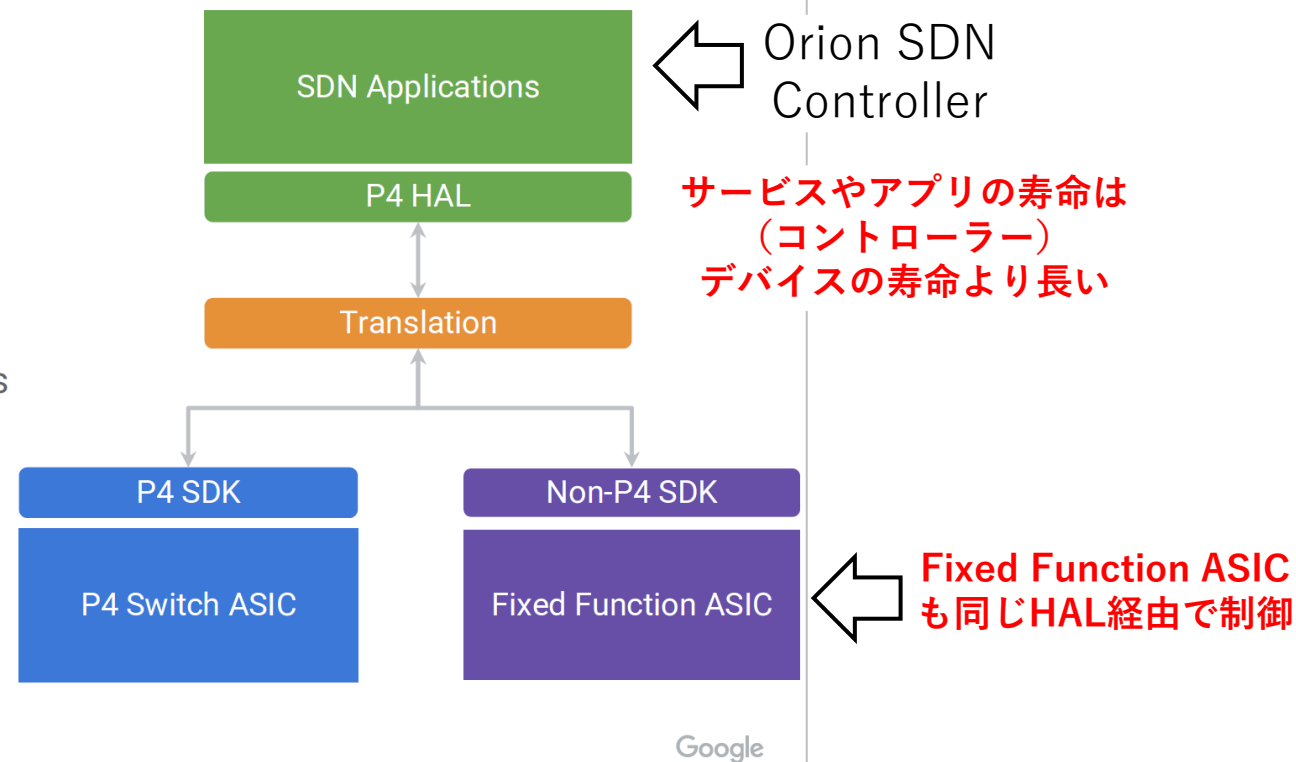 SDN Applications
Orion SDN
Controller
P4 HAL
サービスやアプリの寿命は
（コントローラー）
デバイスの寿命より長い
Translation
s
P4 SDK
Non-P4 SDK
P4 Switch ASIC
Fixed Function ASIC
Fixed Function ASIC
も同じHAL経由で制御
Google